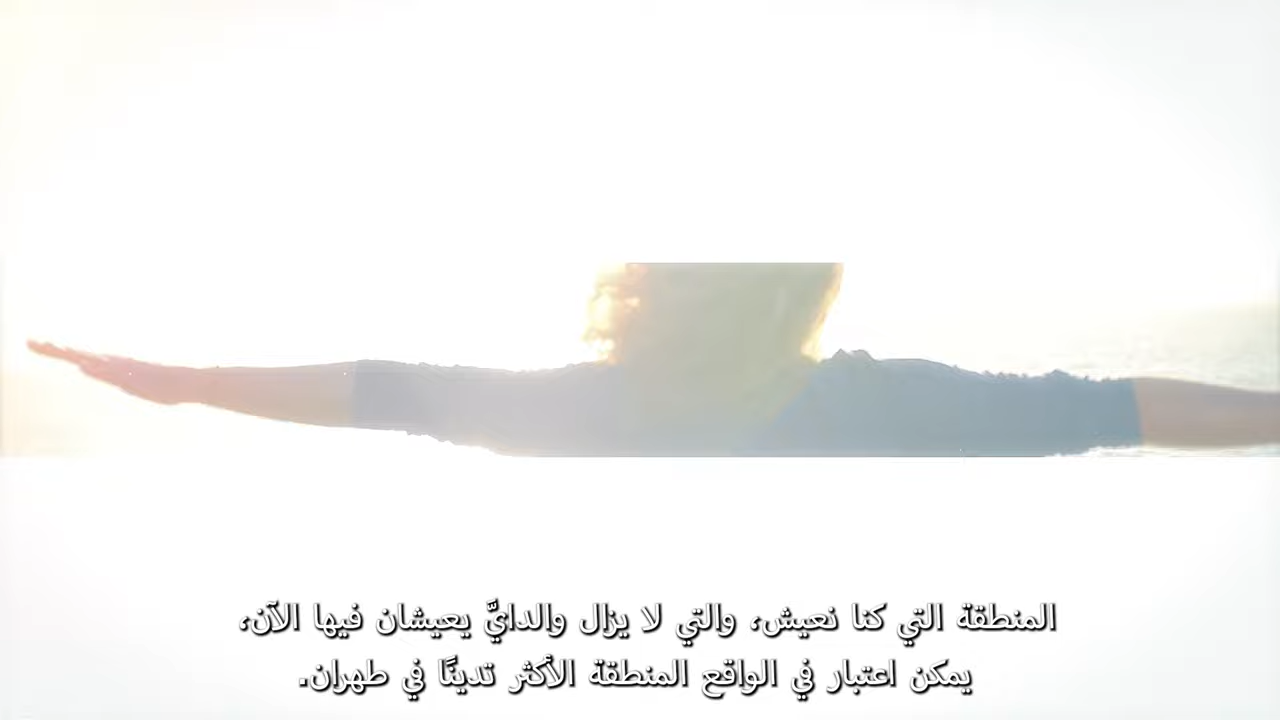 المنطقة التي كنا نعيش، والتي لا يزال والدايَّ يعيشان فيها الآن،
يمكن اعتبار في الواقع المنطقة الأكثر تدينًا في طهران.